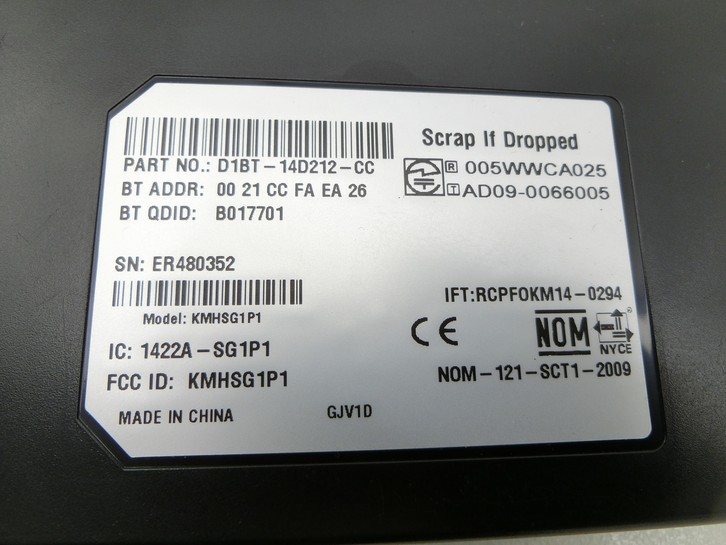 Scrap If Dropped
PART NO.: D1BT-14D212-CC
R 005WWCA025
BT ADDR: 00 21 CC FA EA 26
T AD09-0066005
BT QDID: B017701
SN: ER480352
IFT:RCPFOKM14-0294
Model: KMHSG1P1
CE
NOM
NYCE
IC: 1422A-SG1P1
FCC ID: KMHSG1P1
NOM-121-SCT1-2009
MADE IN CHINA
GJV1D